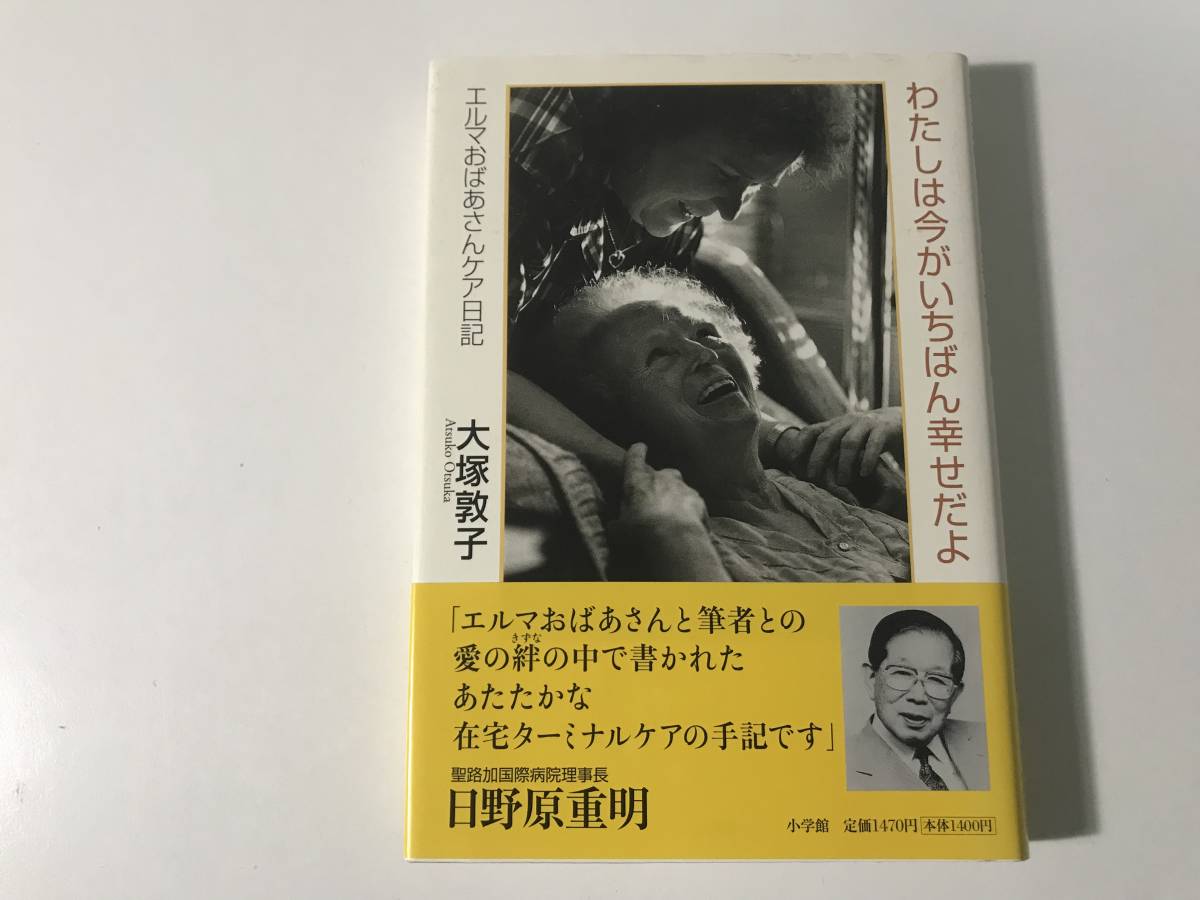 わたしは今がいちばん幸せだよ
エルマおばあさんケア日記
大塚敦子
Atsuko Otsuka
「エルマおばあさんと筆者との
愛の絆の中で書かれた
きずな
あたたかな
在宅ターミナルケアの手記です」
聖路加国際病院理事長
日野原重明
小学館 定価1470円 本体1400円